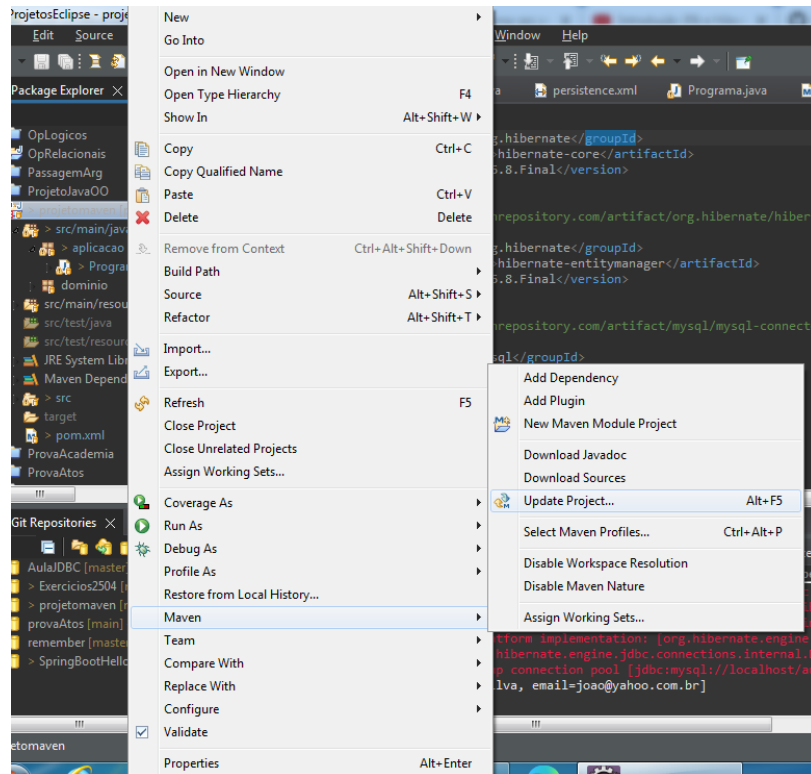 ProjetosEclipse - proje
Edit Source
Window Help
Package Explorer
persistence.xml
Programa.java
OpLogicos
OpRelacionais
PassagemArg
ProjetoJavaOO
> projetomaven
> src/main/java
> aplicacao
> Progra
dominio
src/main/resou
src/test/java
src/test/resour
JRE System Libr
Maven Depend
> src
target
> pom.xml
ProvaAcademia
ProvaAtos
Git Repositories
AulaJDBC [master
> Exercicios2504 [
> projetomaven [
provaAtos [main]
remember [maste
> SpringBootHello
etomaven
New
Go Into
Open in New Window
Open Type Hierarchy F4
Show In Alt+Shift+W
Copy Ctrl+C
Copy Qualified Name
Paste Ctrl+V
Delete Delete
Remove from Context Ctrl+Alt+Shift+Down
Build Path
Source Alt+Shift+S
Refactor Alt+Shift+T
Import...
Export...
Refresh F5
Close Project
Close Unrelated Projects
Assign Working Sets...
Coverage As
Run As
Debug As
Profile As
Restore from Local History...
Maven
Team
Compare With
Replace With
Configure
Validate
Properties Alt+Enter
g.hibernate</groupId>
>hibernate-core</artifactId>
.8.Final</version>
nrepository.com/artifact/org.hibernate/hiber
g.hibernate</groupId>
>hibernate-entitymanager</artifactId>
.8.Final</version>
nrepository.com/artifact/mysql/mysql-connect
sql</groupId>
Add Dependency
Add Plugin
New Maven Module Project
Download Javadoc
Download Sources
Update Project... Alt+F5
Select Maven Profiles... Ctrl+Alt+P
Disable Workspace Resolution
Disable Maven Nature
Assign Working Sets...
tform implementation: [org.hibernate.engine
hibernate.engine.jdbc.connections.internal.
p connection pool [jdbc:mysql://localhost/a
lva, email=joao@yahoo.com.br]